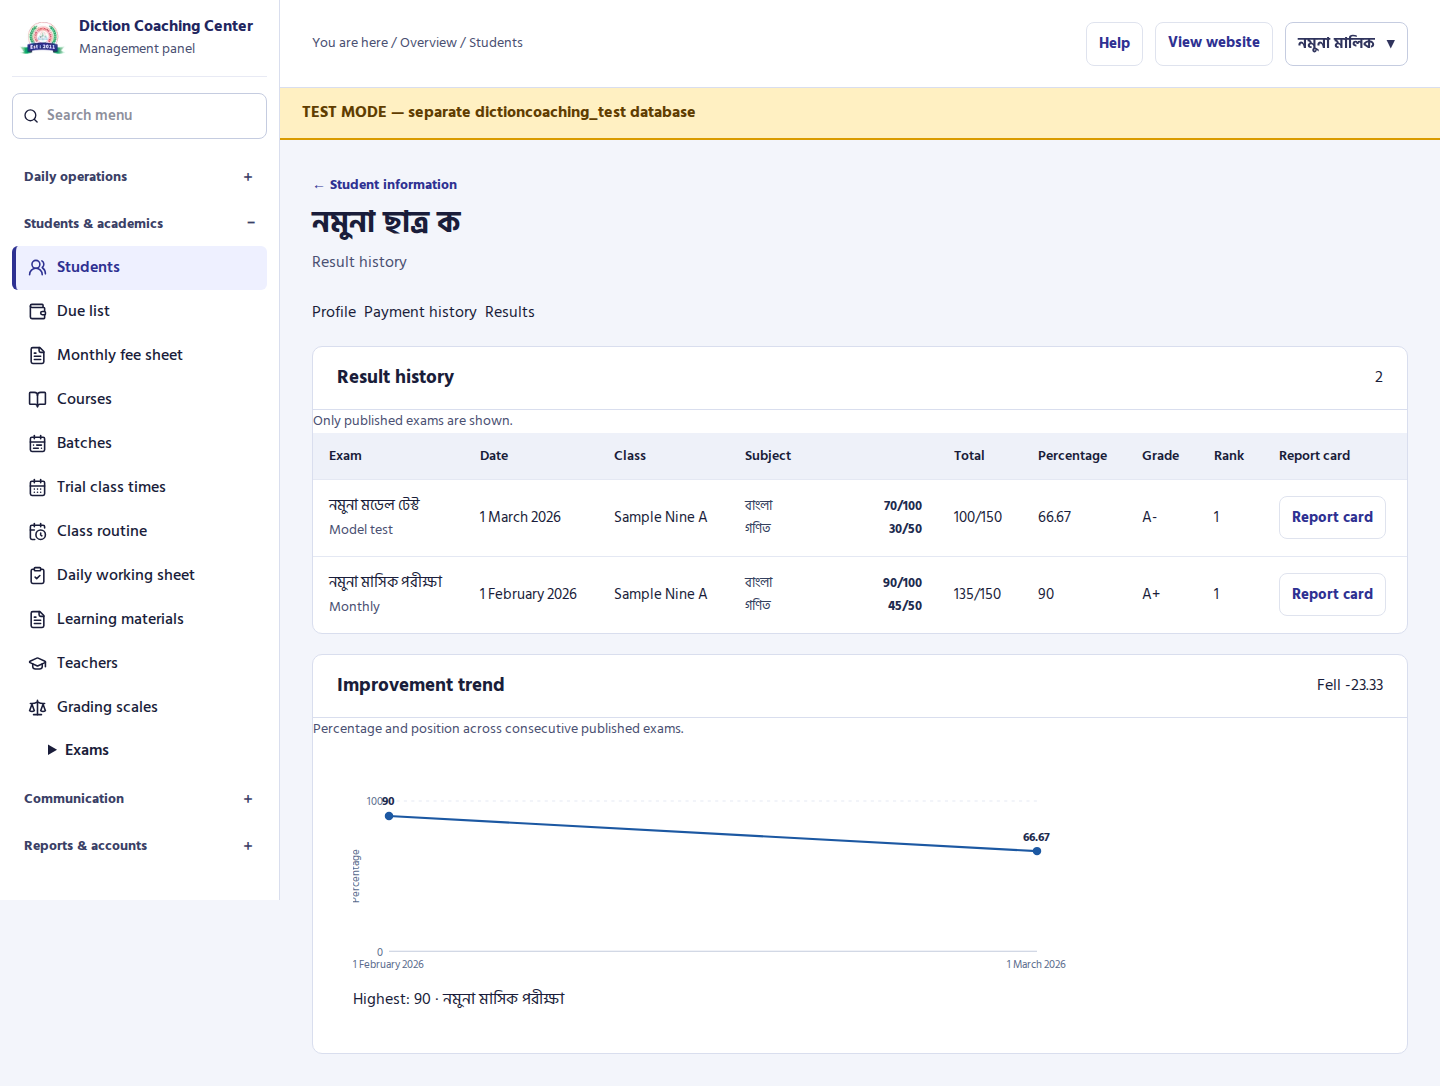 Diction Coaching Center
Management panel
Est : 2011
Search menu
Daily operations +
Students & academics −
Students
Due list
Monthly fee sheet
Courses
Batches
Trial class times
Class routine
Daily working sheet
Learning materials
Teachers
Grading scales
▶ Exams
Communication +
Reports & accounts +
You are here / Overview / Students
Help
View website
নমুনা মালিক ▼
TEST MODE — separate dictioncoaching_test database
← Student information
নমুনা ছাত্র ক
Result history
Profile Payment history Results
Result history 2
Only published exams are shown.
Exam Date Class Subject Total Percentage Grade Rank Report card
নমুনা মডেল টেস্ট
Model test
1 March 2026
Sample Nine A
বাংলা 70/100
গণিত 30/50
100/150 66.67 A- 1 Report card
নমুনা মাসিক পরীক্ষা
Monthly
1 February 2026
Sample Nine A
বাংলা 90/100
গণিত 45/50
135/150 90 A+ 1 Report card
Improvement trend Fell -23.33
Percentage and position across consecutive published exams.
100
90
66.67
Percentage
0
1 February 2026 1 March 2026
Highest: 90 · নমুনা মাসিক পরীক্ষা